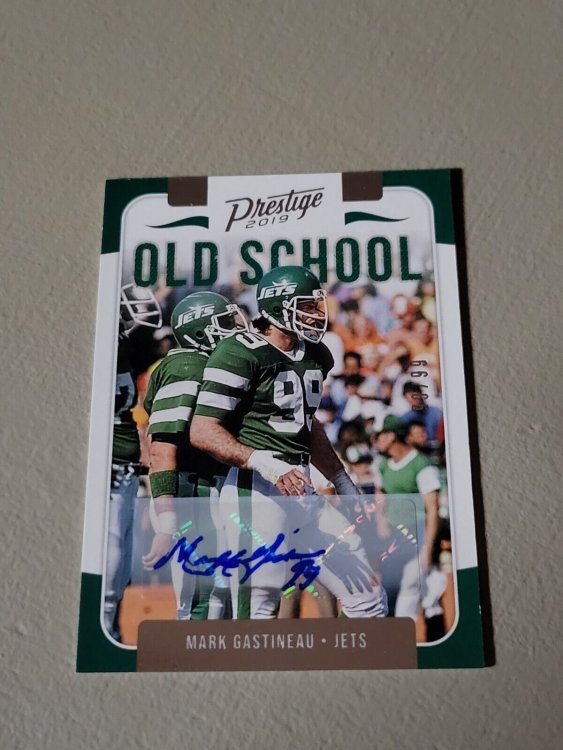 Prestige
2019
OLD SCHOOL
JETS
JETS
99
MARK GASTINEAU • JETS